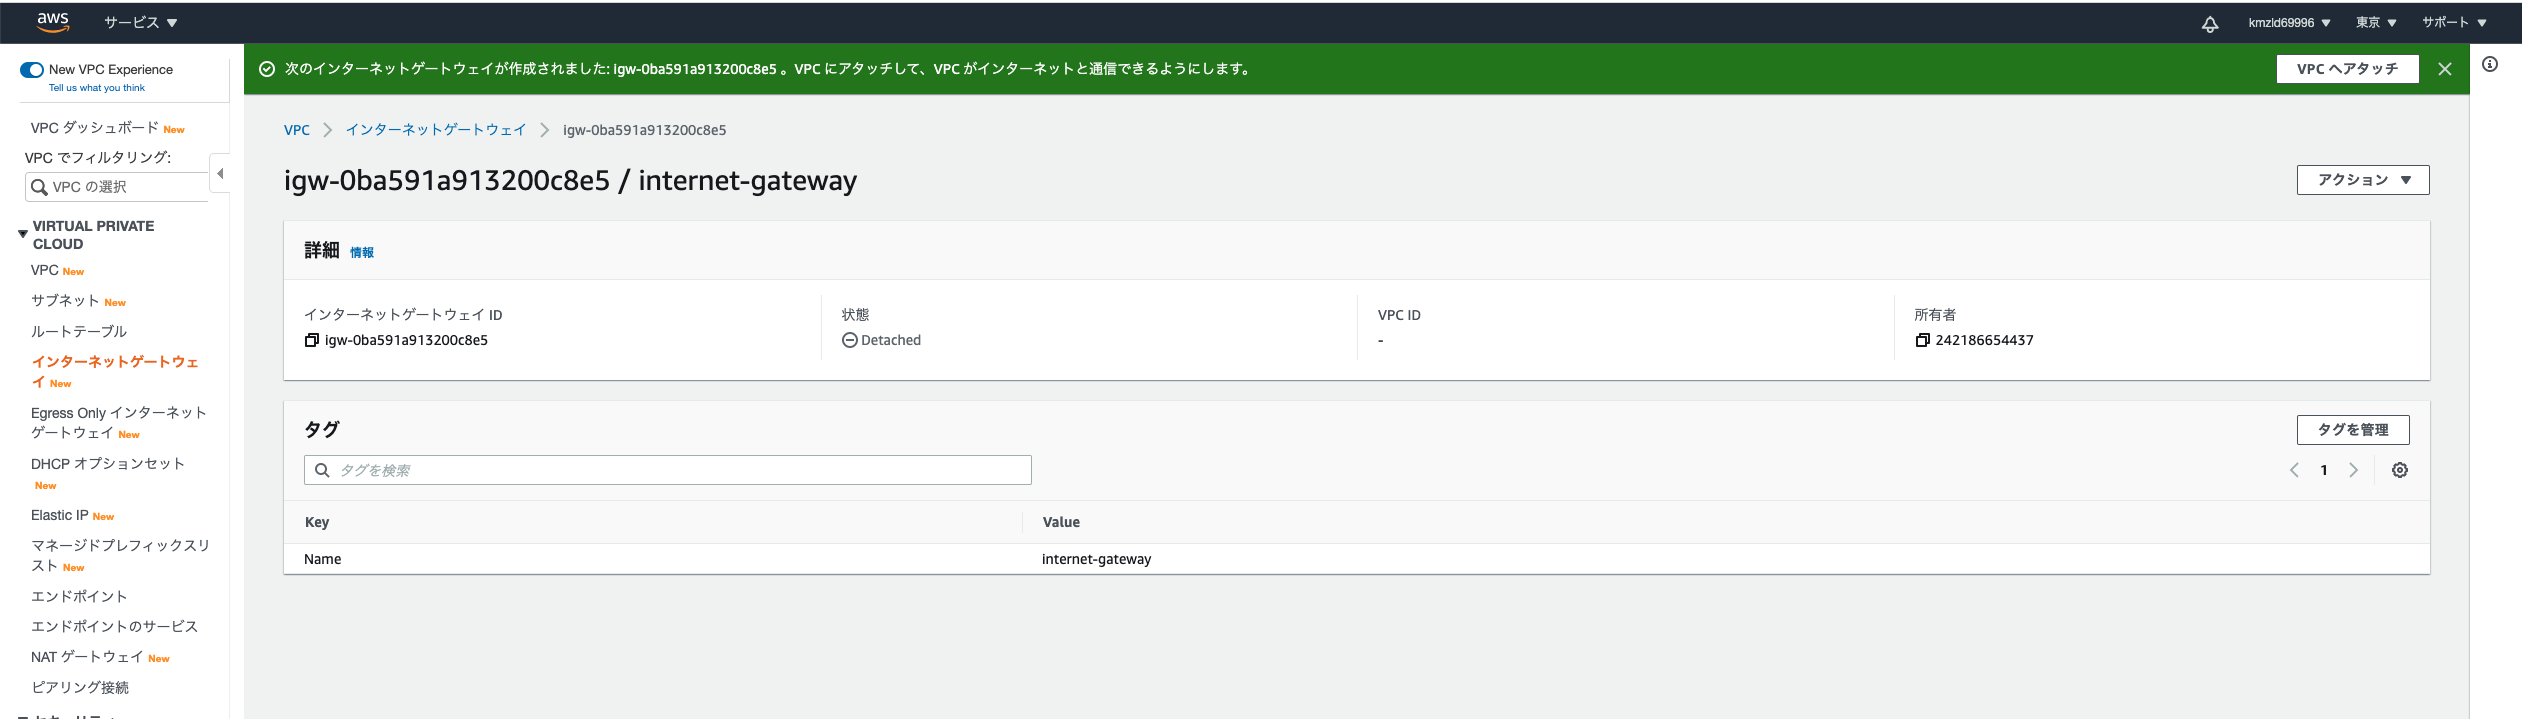 aws サービス ▼ kmzld69996 ▼ 東京 ▼ サポート ▼
New VPC Experience
Tell us what you think
次のインターネットゲートウェイが作成されました: igw-0ba591a913200c8e5 。VPC にアタッチして、VPC がインターネットと通信できるようにします。
VPC へアタッチ
VPC ダッシュボード New
VPC でフィルタリング:
VPC の選択
VIRTUAL PRIVATE
CLOUD
VPC New
サブネット New
ルートテーブル
インターネットゲートウェ
イ New
Egress Only インターネット
ゲートウェイ New
DHCP オプションセット
New
Elastic IP New
マネージドプレフィックスリ
スト New
エンドポイント
エンドポイントのサービス
NAT ゲートウェイ New
ピアリング接続
VPC > インターネットゲートウェイ > igw-0ba591a913200c8e5
igw-0ba591a913200c8e5 / internet-gateway
アクション ▼
詳細 情報
インターネットゲートウェイ ID
igw-0ba591a913200c8e5
状態
Detached
VPC ID
-
所有者
242186654437
タグ
タグを管理
タグを検索
1
Key Value
Name internet-gateway